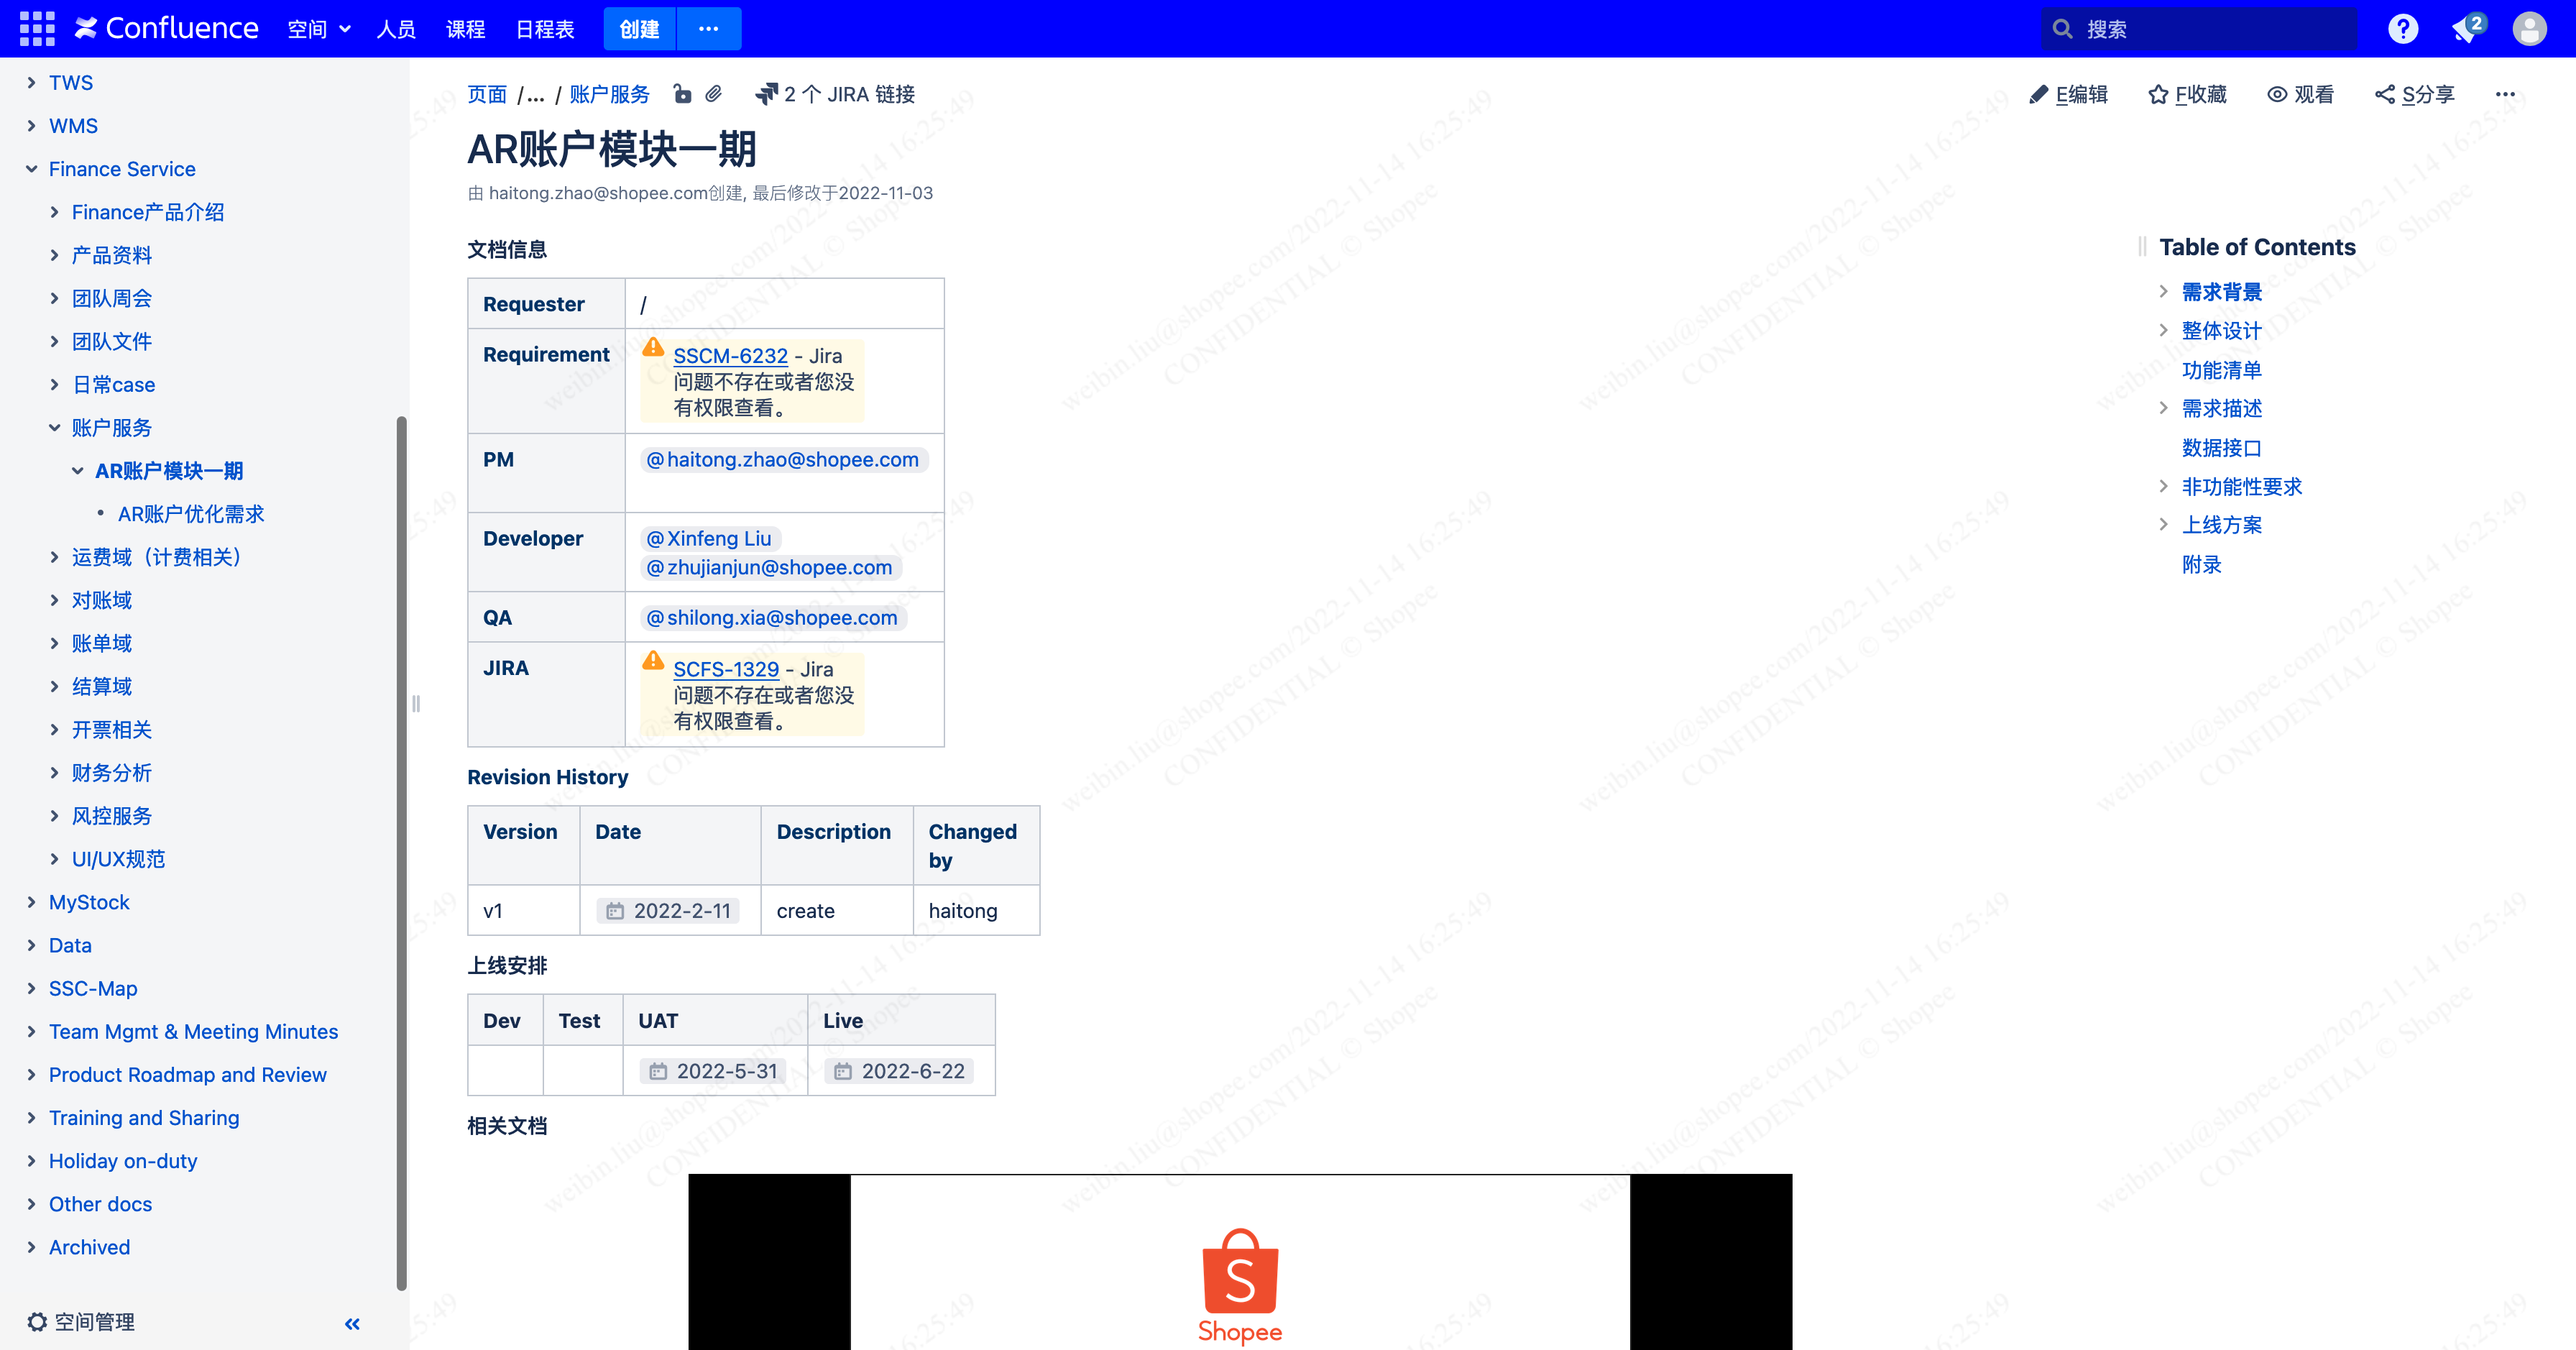 Confluence 空间 人员 课程 日程表 创建 ··· 搜索 2
TWS
WMS
Finance Service
Finance产品介绍
产品资料
团队周会
团队文件
日常case
账户服务
AR账户模块一期
AR账户优化需求
运费域（计费相关）
对账域
账单域
结算域
开票相关
财务分析
风控服务
UI/UX规范
MyStock
Data
SSC-Map
Team Mgmt & Meeting Minutes
Product Roadmap and Review
Training and Sharing
Holiday on-duty
Other docs
Archived
空间管理
页面 /... / 账户服务 2 个 JIRA 链接
E编辑 F收藏 观看 S分享 ···
AR账户模块一期
由 haitong.zhao@shopee.com创建, 最后修改于2022-11-03
文档信息
Requester /
Requirement SSCM-6232 - Jira
问题不存在或者您没
有权限查看。
PM @haitong.zhao@shopee.com
Developer @Xinfeng Liu
@zhujianjun@shopee.com
QA @shilong.xia@shopee.com
JIRA SCFS-1329 - Jira
问题不存在或者您没
有权限查看。
Revision History
Version Date Description Changed
by
v1 2022-2-11 create haitong
上线安排
Dev Test UAT Live
2022-5-31 2022-6-22
相关文档
Shopee
Table of Contents
需求背景
整体设计
功能清单
需求描述
数据接口
非功能性要求
上线方案
附录
weibin.liu@shopee.com/2022-11-14 16:25:49
CONFIDENTIAL © Shopee